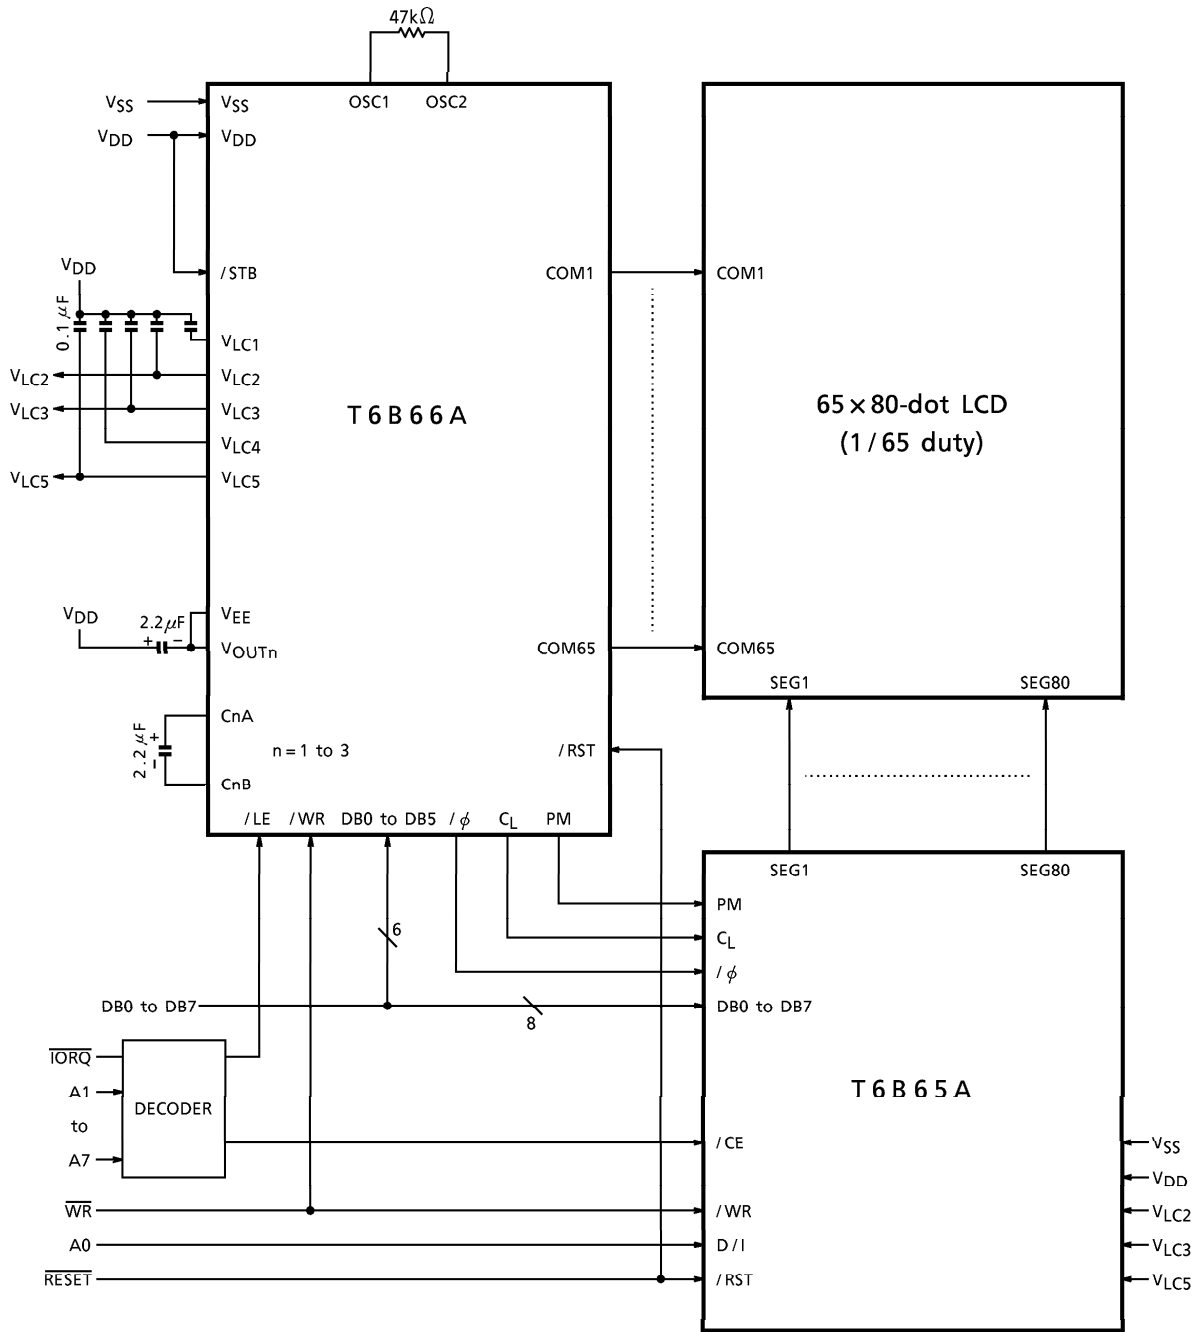 47kΩ
OSC1 OSC2
VSS VSS
VDD VDD
/STB
VDD
0.1 μF
VLC1
VLC2 VLC2
VLC3 VLC3
VLC4
VLC5 VLC5
T6B66A
COM1 COM1
65×80-dot LCD
(1/65 duty)
VDD
2.2μF
+ −
VEE
VOUTn
COM65 COM65
SEG1 SEG80
CnA
2.2 μF
+
−
CnB
n=1 to 3
/RST
/LE /WR DB0 to DB5 /ϕ CL PM
SEG1 SEG80
PM
CL
/ϕ
6
DB0 to DB7
8
DB0 to DB7
IORQ
A1
to
A7
DECODER
T6B65A
/CE
WR /WR
A0 D/I
RESET /RST
VSS
VDD
VLC2
VLC3
VLC5